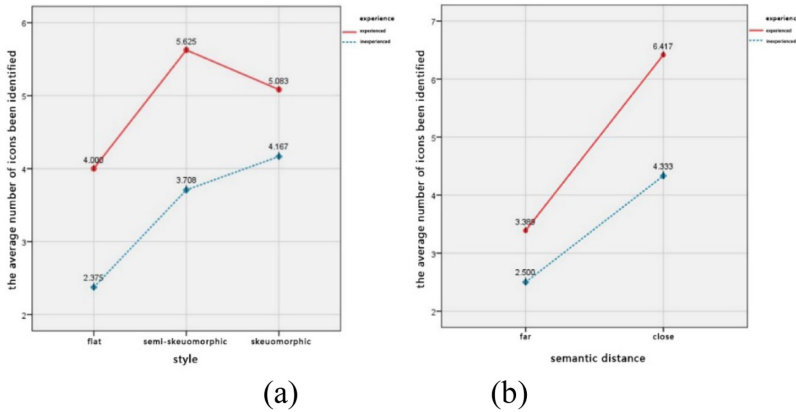 the average number of icons been identified
6
5
4
3
2
5.625
5.083
4.000
4.167
3.708
2.375
flat
semi-skeuomorphic
skeuomorphic
style
experience
experienced
inexperienced
(a)
the average number of icons been identified
7
6
5
4
3
2
6.417
4.333
3.389
2.500
far
close
semantic distance
experience
experienced
inexperienced
(b)